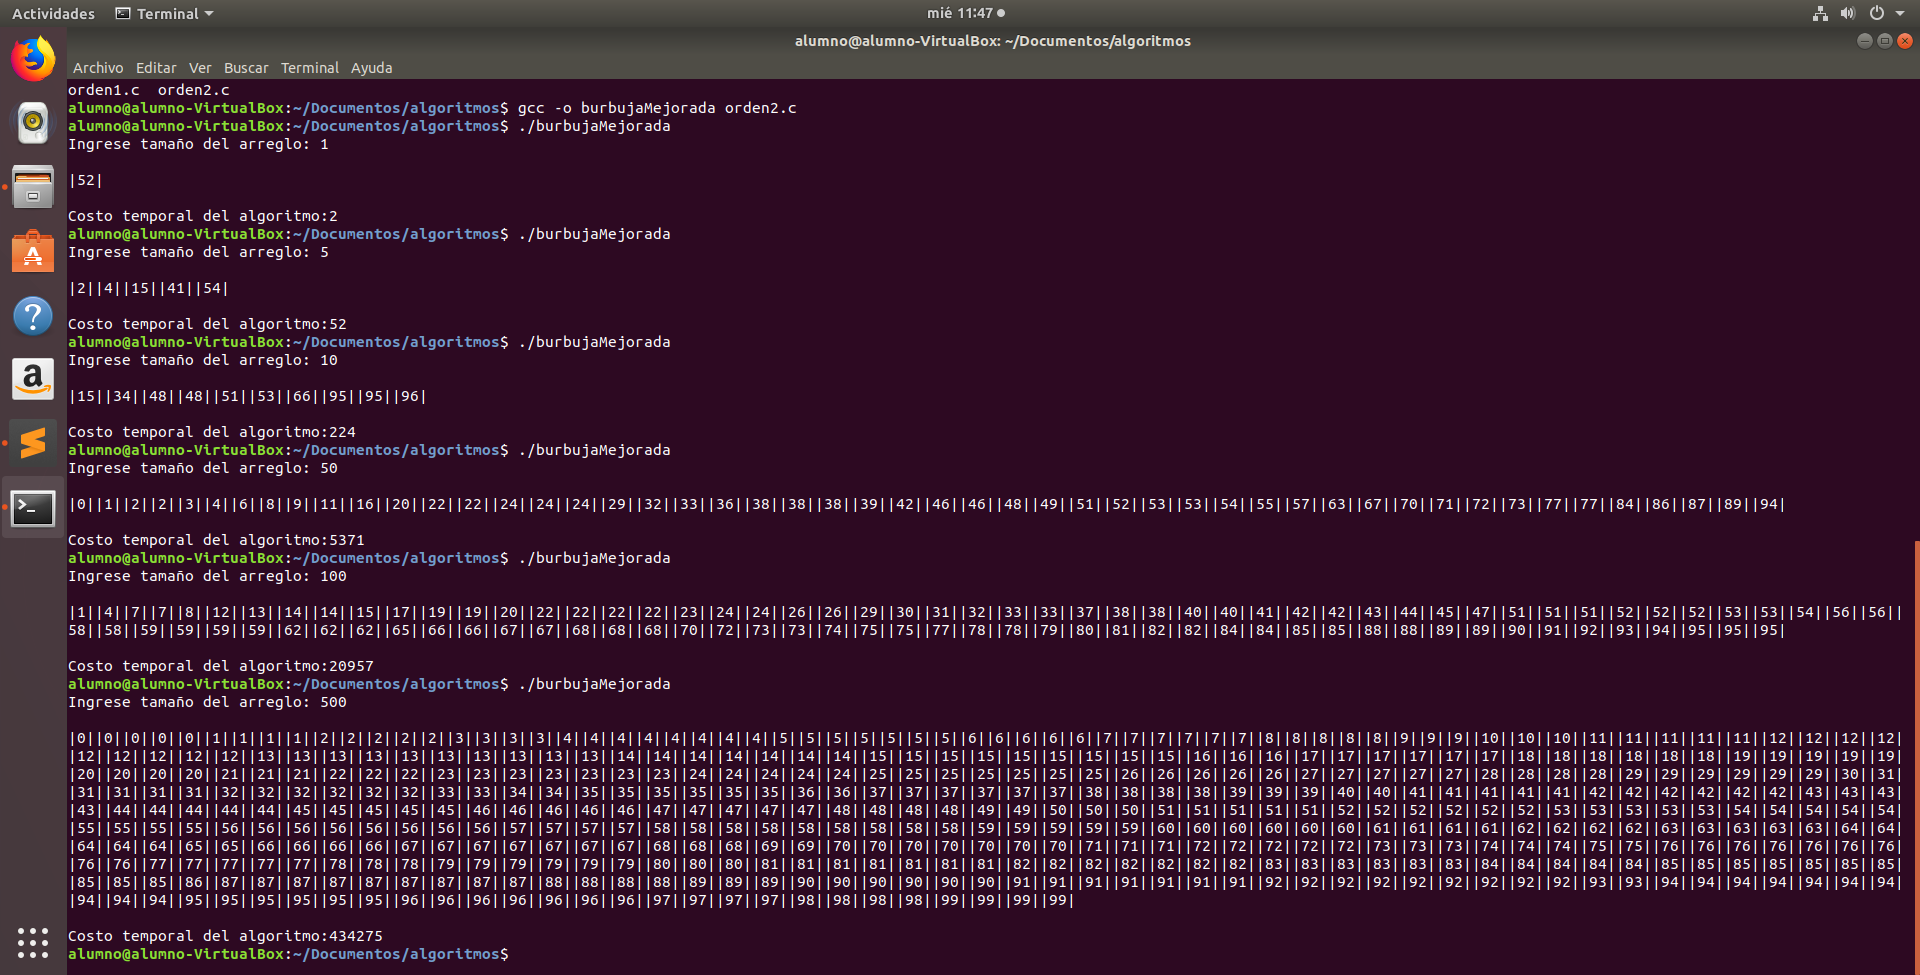 Actividades
Terminal
mié 11:47
alumno@alumno-VirtualBox: ~/Documentos/algoritmos
Archivo Editar Ver Buscar Terminal Ayuda
orden1.c  orden2.c
alumno@alumno-VirtualBox:~/Documentos/algoritmos$ gcc -o burbujaMejorada orden2.c
alumno@alumno-VirtualBox:~/Documentos/algoritmos$ ./burbujaMejorada
Ingrese tamaño del arreglo: 1
|52|
Costo temporal del algoritmo:2
alumno@alumno-VirtualBox:~/Documentos/algoritmos$ ./burbujaMejorada
Ingrese tamaño del arreglo: 5
|2||4||15||41||54|
Costo temporal del algoritmo:52
alumno@alumno-VirtualBox:~/Documentos/algoritmos$ ./burbujaMejorada
Ingrese tamaño del arreglo: 10
|15||34||48||48||51||53||66||95||95||96|
Costo temporal del algoritmo:224
alumno@alumno-VirtualBox:~/Documentos/algoritmos$ ./burbujaMejorada
Ingrese tamaño del arreglo: 50
|0||1||2||2||3||4||6||8||9||11||16||20||22||22||24||24||24||29||32||33||36||38||38||38||39||42||46||46||48||49||51||52||53||53||54||55||57||63||67||70||71||72||73||77||77||84||86||87||89||94|
Costo temporal del algoritmo:5371
alumno@alumno-VirtualBox:~/Documentos/algoritmos$ ./burbujaMejorada
Ingrese tamaño del arreglo: 100
|1||4||7||7||8||12||13||14||14||15||17||19||19||20||22||22||22||22||23||24||24||26||26||29||30||31||32||33||33||37||38||38||40||40||41||42||42||43||44||45||47||51||51||51||52||52||52||53||53||54||56||56||
58||58||59||59||59||59||62||62||62||65||66||66||67||67||68||68||68||70||72||73||73||74||75||75||77||78||78||79||80||81||82||82||84||84||85||85||88||88||89||89||90||91||92||93||94||95||95||95|
Costo temporal del algoritmo:20957
alumno@alumno-VirtualBox:~/Documentos/algoritmos$ ./burbujaMejorada
Ingrese tamaño del arreglo: 500
|0||0||0||0||0||1||1||1||1||2||2||2||2||2||3||3||3||3||4||4||4||4||4||4||4||4||5||5||5||5||5||5||5||6||6||6||6||6||7||7||7||7||7||7||8||8||8||8||8||9||9||9||10||10||10||11||11||11||11||11||12||12||12||12|
|12||12||12||12||12||13||13||13||13||13||13||13||13||13||13||14||14||14||14||14||14||14||15||15||15||15||15||15||15||15||15||16||16||16||17||17||17||17||17||17||18||18||18||18||18||18||19||19||19||19||19|
|20||20||20||20||21||21||21||22||22||22||23||23||23||23||23||23||23||24||24||24||24||24||25||25||25||25||25||25||25||26||26||26||26||26||27||27||27||27||27||28||28||28||28||29||29||29||29||29||29||30||31|
|31||31||31||31||32||32||32||32||32||32||33||33||34||34||35||35||35||35||35||35||36||36||37||37||37||37||37||37||38||38||38||38||39||39||39||40||40||41||41||41||41||41||42||42||42||42||42||42||43||43||43|
|43||44||44||44||44||44||45||45||45||45||45||46||46||46||46||46||47||47||47||47||47||48||48||48||48||49||49||50||50||50||51||51||51||51||51||52||52||52||52||52||52||53||53||53||53||53||54||54||54||54||54|
|55||55||55||55||56||56||56||56||56||56||56||56||57||57||57||57||58||58||58||58||58||58||58||58||58||59||59||59||59||59||60||60||60||60||60||60||61||61||61||61||62||62||62||62||63||63||63||63||63||64||64|
|64||64||64||65||65||66||66||66||66||67||67||67||67||67||67||67||68||68||68||69||69||70||70||70||70||70||70||70||71||71||71||72||72||72||72||72||73||73||73||74||74||74||75||75||76||76||76||76||76||76||76|
|76||76||77||77||77||77||77||78||78||78||79||79||79||79||79||79||80||80||80||81||81||81||81||81||81||81||82||82||82||82||82||82||82||83||83||83||83||83||83||84||84||84||84||84||85||85||85||85||85||85||85|
|85||85||85||86||87||87||87||87||87||87||87||87||87||88||88||88||88||89||89||89||90||90||90||90||90||90||91||91||91||91||91||91||91||92||92||92||92||92||92||92||92||92||93||93||94||94||94||94||94||94||94|
|94||94||94||95||95||95||95||95||95||96||96||96||96||96||96||96||97||97||97||97||98||98||98||98||99||99||99||99|
Costo temporal del algoritmo:434275
alumno@alumno-VirtualBox:~/Documentos/algoritmos$